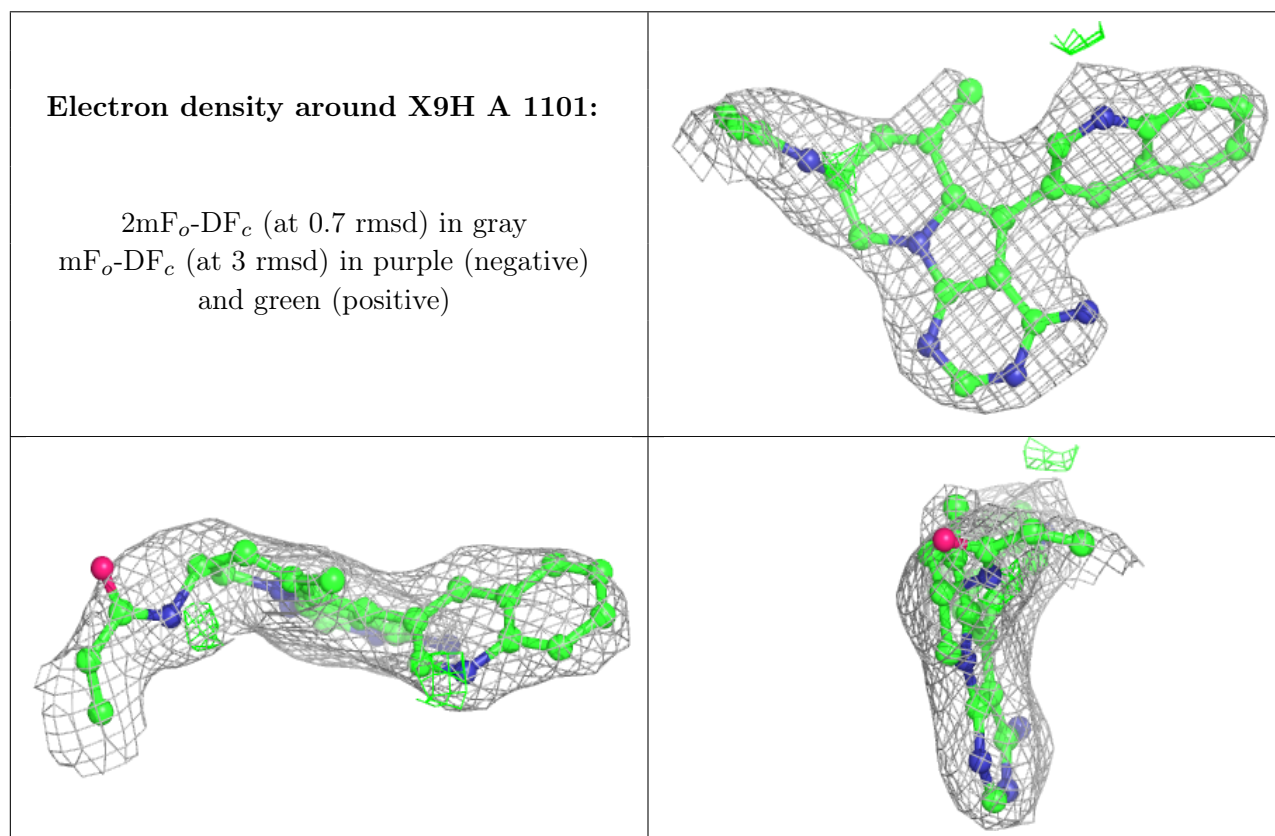 Electron density around X9H A 1101:
2mFo-DFc (at 0.7 rmsd) in gray
mFo-DFc (at 3 rmsd) in purple (negative)
and green (positive)